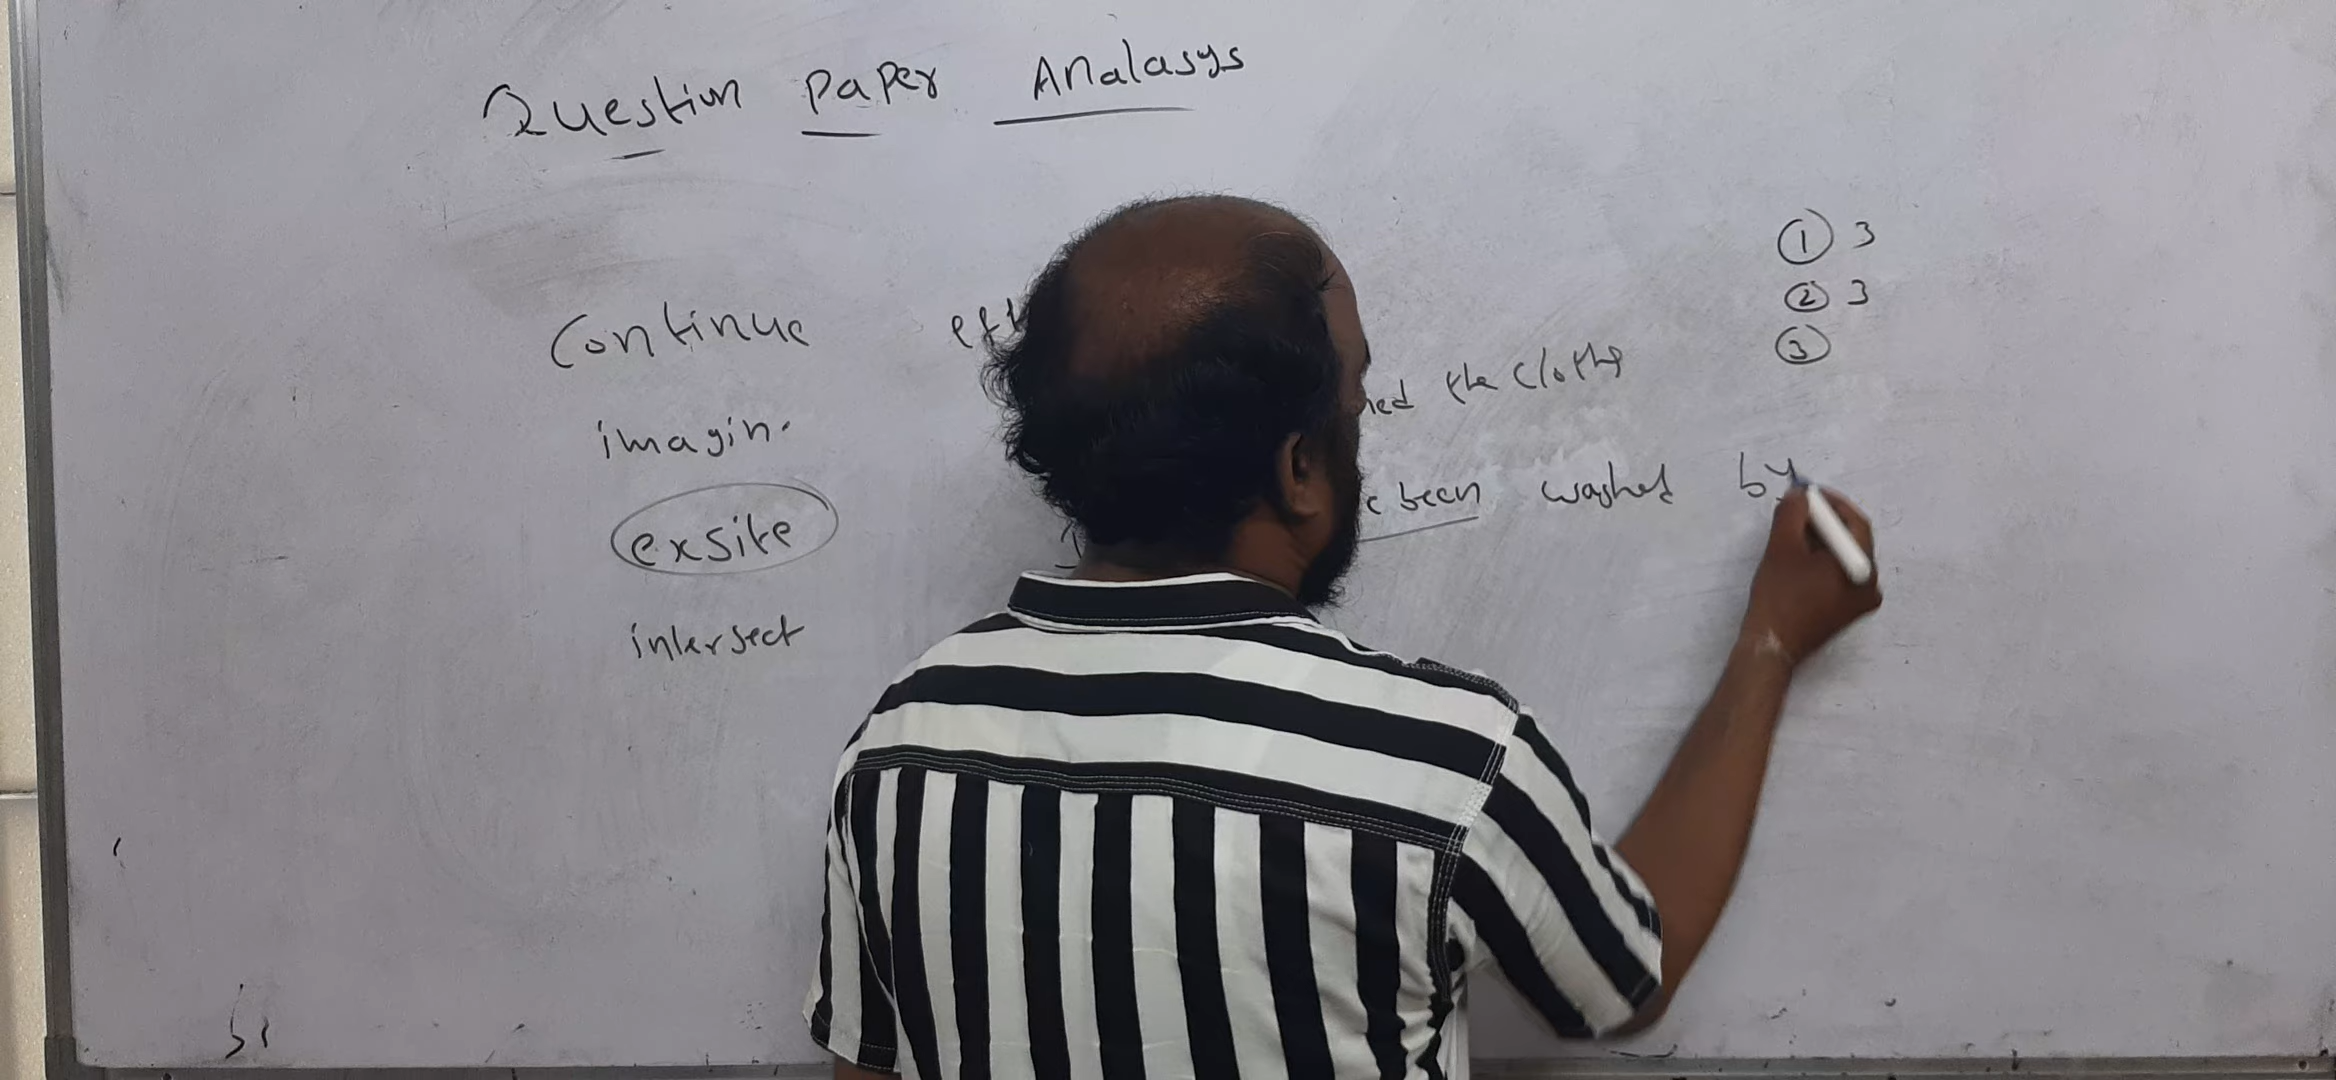 Question Paper Analasys
Continue
imagin
exsite
intersect
the cloths
been washed by
① 3
② 3
③